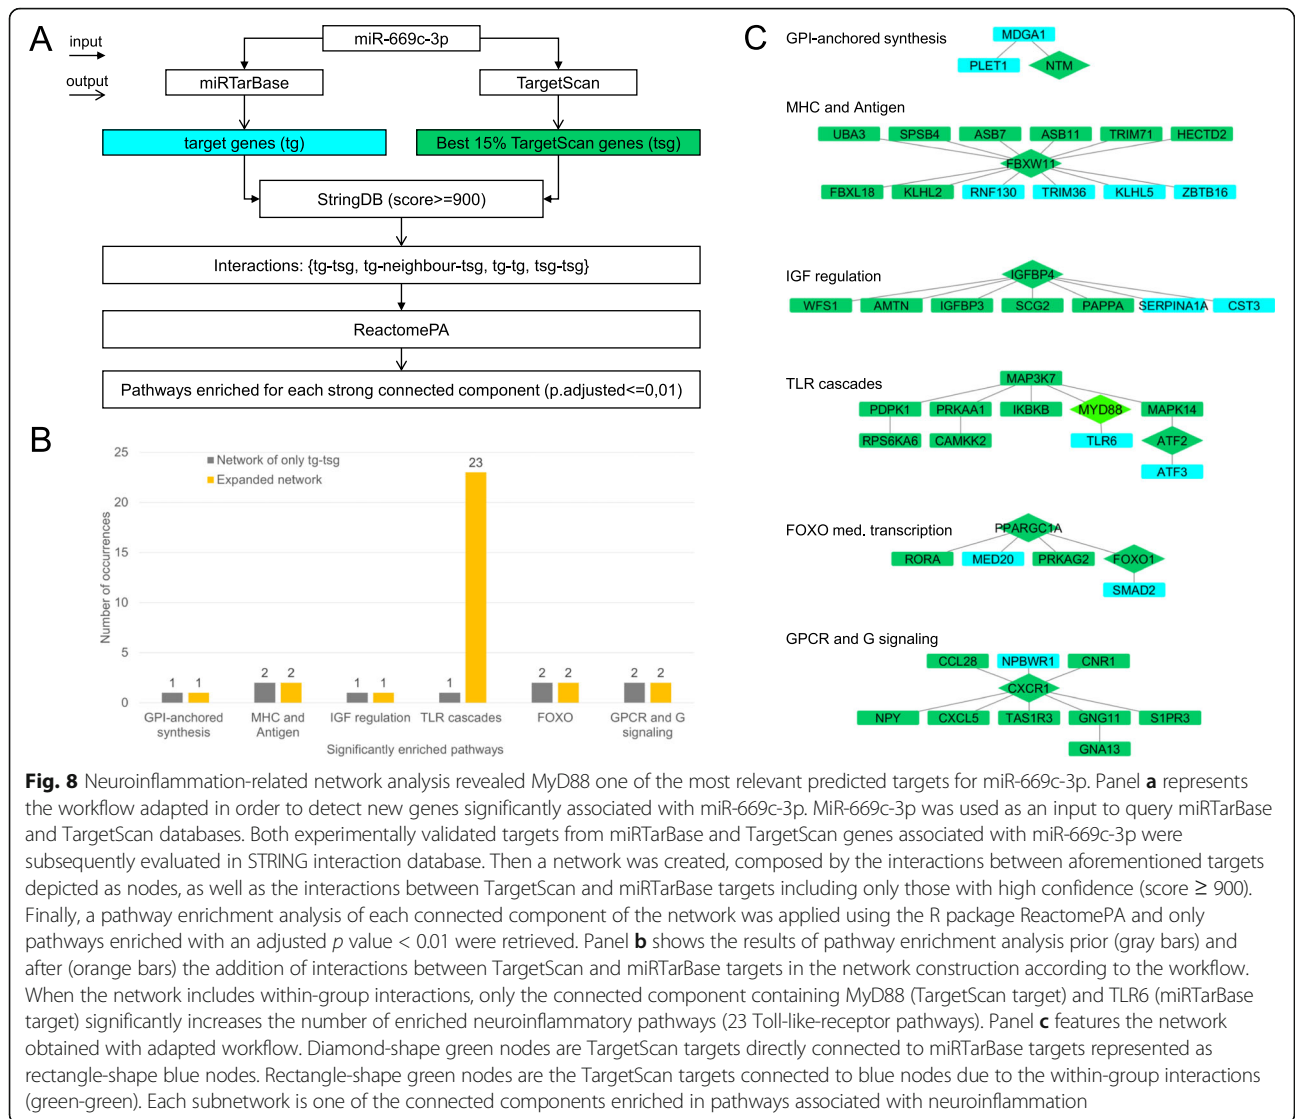 A
input
output
miR-669c-3p
miRTarBase
TargetScan
target genes (tg)
Best 15% TargetScan genes (tsg)
StringDB (score>=900)
Interactions: {tg-tsg, tg-neighbour-tsg, tg-tg, tsg-tsg}
ReactomePA
Pathways enriched for each strong connected component (p.adjusted<=0,01)
B
Network of only tg-tsg
Expanded network
Number of occurrences
25
20
15
10
5
0
1 1 2 2 1 1 1 23 2 2 2 2
GPI-anchored synthesis
MHC and Antigen
IGF regulation
TLR cascades
FOXO
GPCR and G signaling
Significantly enriched pathways
C
GPI-anchored synthesis
MDGA1
PLET1 NTM
MHC and Antigen
UBA3 SPSB4 ASB7 ASB11 TRIM71 HECTD2
FBXW11
FBXL18 KLHL2 RNF130 TRIM36 KLHL5 ZBTB16
IGF regulation
IGFBP4
WFS1 AMTN IGFBP3 SCG2 PAPPA SERPINA1A CST3
TLR cascades
MAP3K7
PDPK1 PRKAA1 IKBKB MYD88 MAPK14
RPS6KA6 CAMKK2 TLR6 ATF2
ATF3
FOXO med. transcription
PPARGC1A
RORA MED20 PRKAG2 FOXO1
SMAD2
GPCR and G signaling
CCL28 NPBWR1 CNR1
CXCR1
NPY CXCL5 TAS1R3 GNG11 S1PR3
GNA13
Fig. 8 Neuroinflammation-related network analysis revealed MyD88 one of the most relevant predicted targets for miR-669c-3p. Panel a represents
the workflow adapted in order to detect new genes significantly associated with miR-669c-3p. MiR-669c-3p was used as an input to query miRTarBase
and TargetScan databases. Both experimentally validated targets from miRTarBase and TargetScan genes associated with miR-669c-3p were
subsequently evaluated in STRING interaction database. Then a network was created, composed by the interactions between aforementioned targets
depicted as nodes, as well as the interactions between TargetScan and miRTarBase targets including only those with high confidence (score ≥ 900).
Finally, a pathway enrichment analysis of each connected component of the network was applied using the R package ReactomePA and only
pathways enriched with an adjusted p value < 0.01 were retrieved. Panel b shows the results of pathway enrichment analysis prior (gray bars) and
after (orange bars) the addition of interactions between TargetScan and miRTarBase targets in the network construction according to the workflow.
When the network includes within-group interactions, only the connected component containing MyD88 (TargetScan target) and TLR6 (miRTarBase
target) significantly increases the number of enriched neuroinflammatory pathways (23 Toll-like-receptor pathways). Panel c features the network
obtained with adapted workflow. Diamond-shape green nodes are TargetScan targets directly connected to miRTarBase targets represented as
rectangle-shape blue nodes. Rectangle-shape green nodes are the TargetScan targets connected to blue nodes due to the within-group interactions
(green-green). Each subnetwork is one of the connected components enriched in pathways associated with neuroinflammation